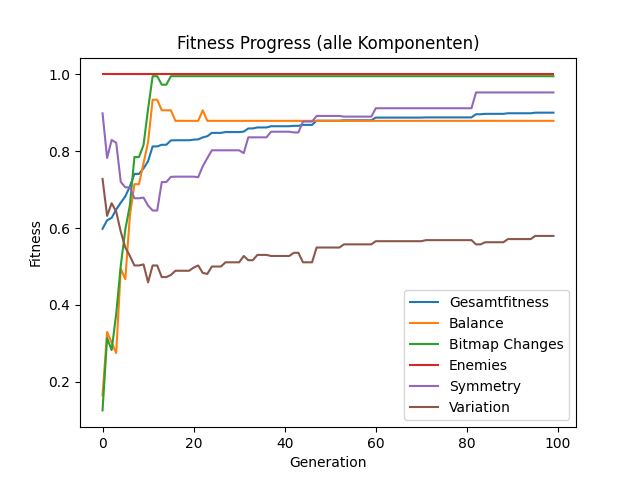 Fitness Progress (alle Komponenten)
1.0
0.8
0.6
0.4
0.2
Fitness
0 20 40 60 80 100
Generation
Gesamtfitness
Balance
Bitmap Changes
Enemies
Symmetry
Variation